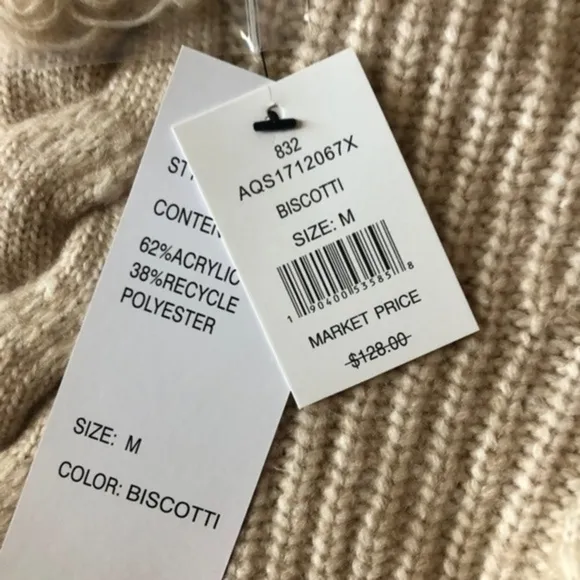 832
AQS1712067X
BISCOTTI
SIZE: M
1 90400 53585 8
MARKET PRICE
$128.00
62%ACRYLIC
38%RECYCLE
POLYESTER
SIZE: M
COLOR: BISCOTTI